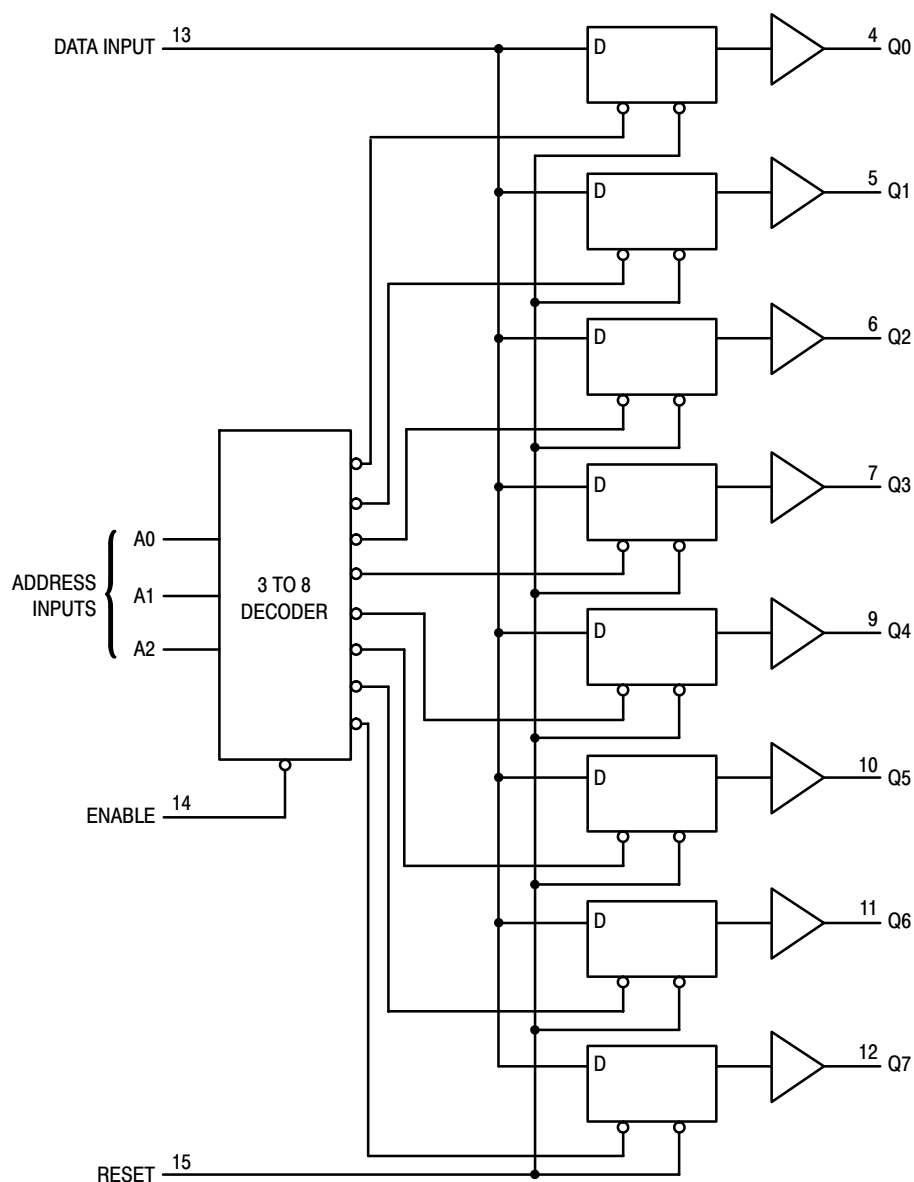 DATA INPUT 13
D
4 Q0
D
5 Q1
D
6 Q2
D
7 Q3
ADDRESS
INPUTS
A0
A1
A2
3 TO 8
DECODER
D
9 Q4
D
10 Q5
ENABLE 14
D
11 Q6
D
12 Q7
RESET 15